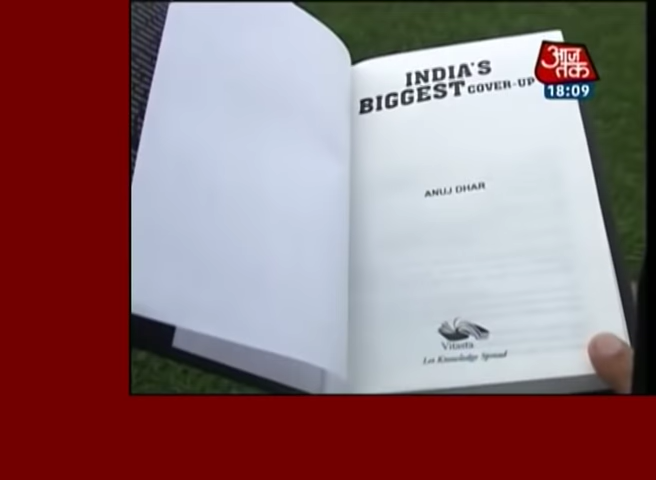 INDIA'S
BIGGEST COVER-UP
आज
तक
18:09
ANUJ DHAR
Vitasta
Let Knowledge Spread